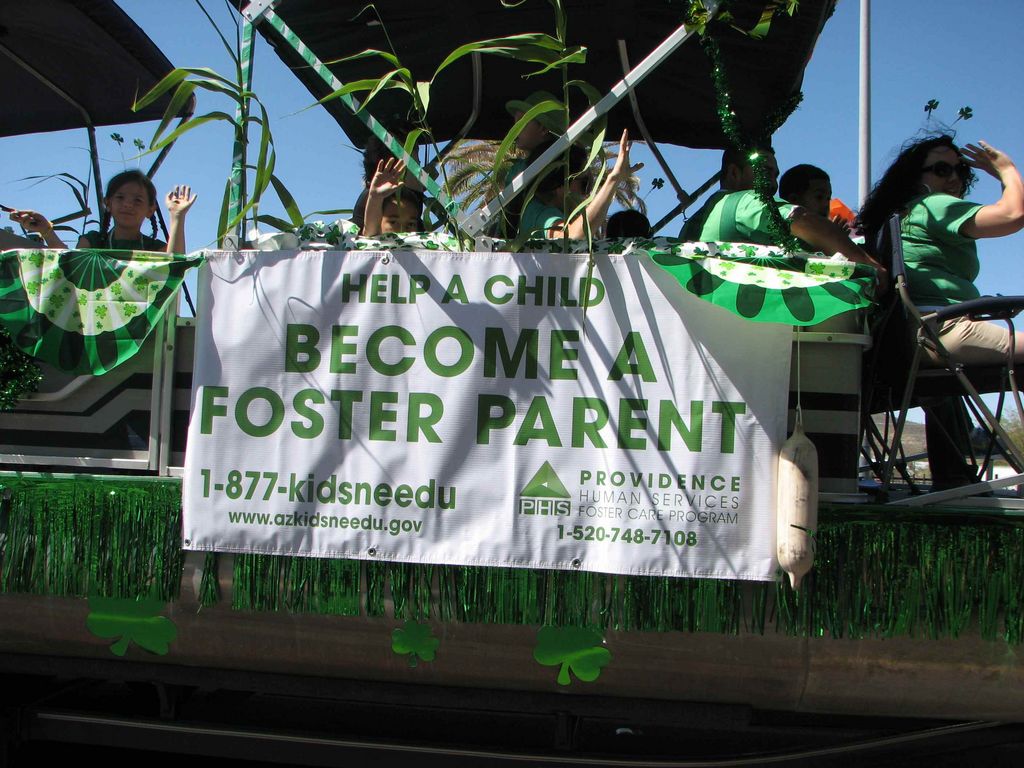 HELP A CHILD
BECOME A
FOSTER PARENT
1-877-kidsneedu
www.azkidsneedu.gov
PHS
PROVIDENCE
HUMAN SERVICES
FOSTER CARE PROGRAM
1-520-748-7108